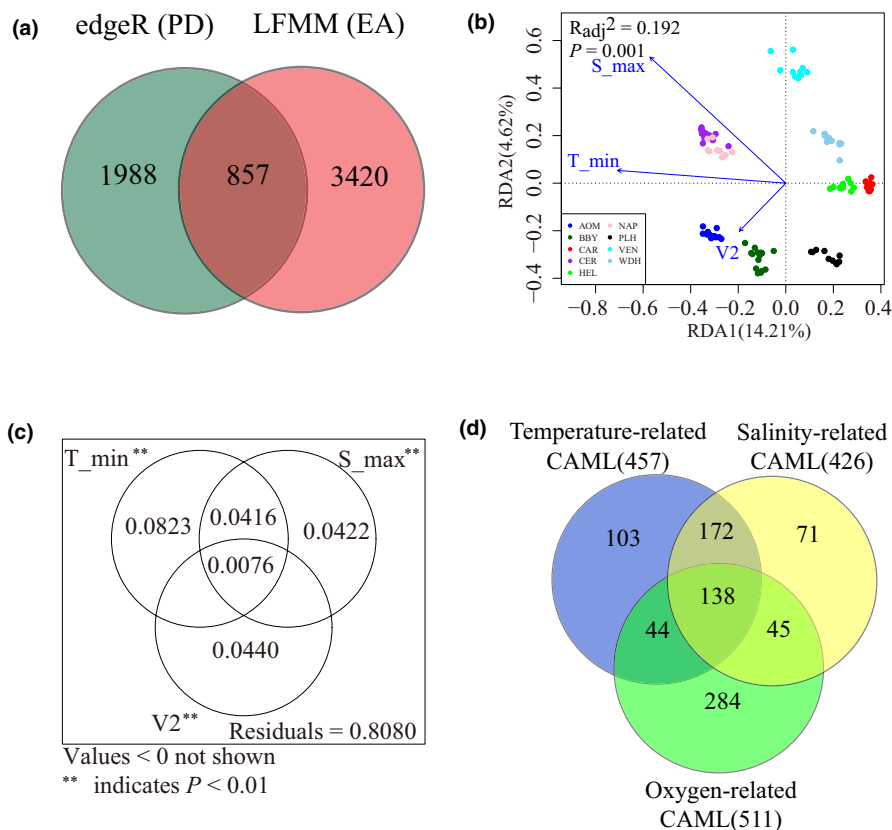 (a)
edgeR (PD) LFMM (EA)
1988 857 3420
(b)
Radj² = 0.192
P = 0.001
S_max
T_min
V2
RDA2(4.62%)
0.6
0.4
0.2
0.0
−0.2
−0.4
AOM NAP
BBY PLH
CAR VEN
CER WDH
HEL
−0.8 −0.6 −0.4 −0.2 0.0 0.2 0.4
RDA1(14.21%)
(c)
T_min** S_max**
0.0823 0.0416 0.0422
0.0076
0.0440
V2** Residuals = 0.8080
Values < 0 not shown
** indicates P < 0.01
(d)
Temperature-related Salinity-related
CAML(457) CAML(426)
103 172 71
138
44 45
284
Oxygen-related
CAML(511)